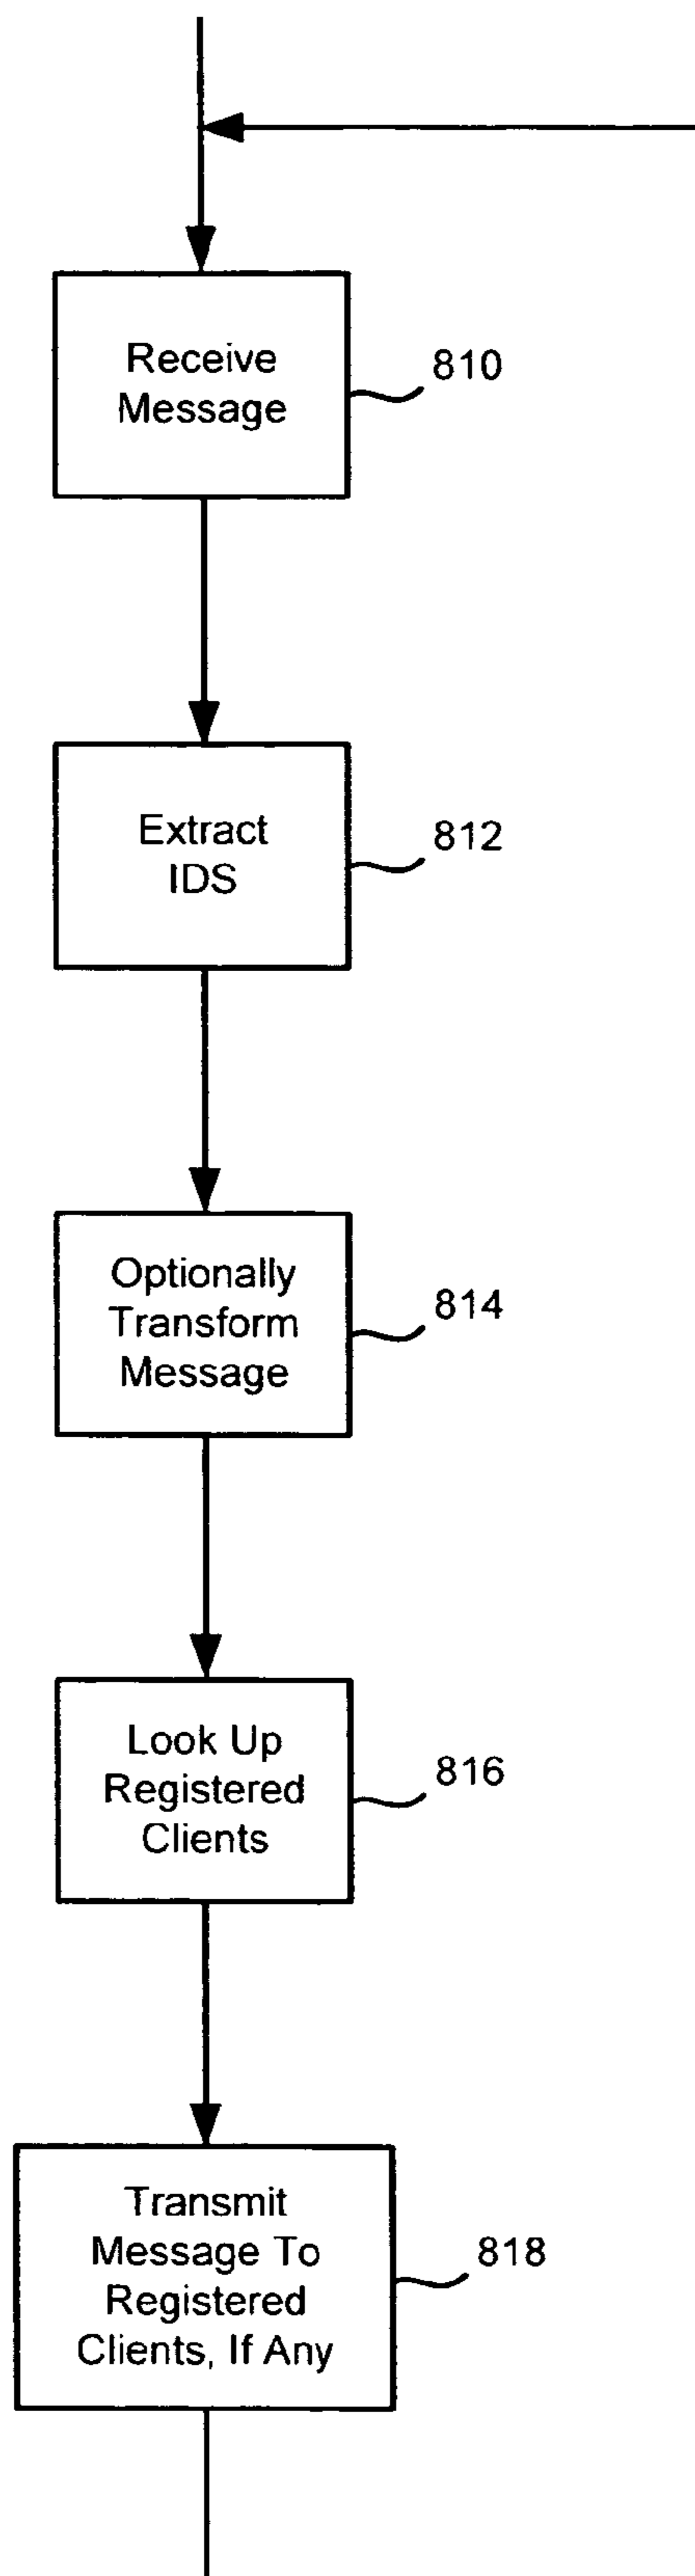 Receive
Message
810
Extract
IDS
812
Optionally
Transform
Message
814
Look Up
Registered
Clients
816
Transmit
Message To
Registered
Clients, If Any
818